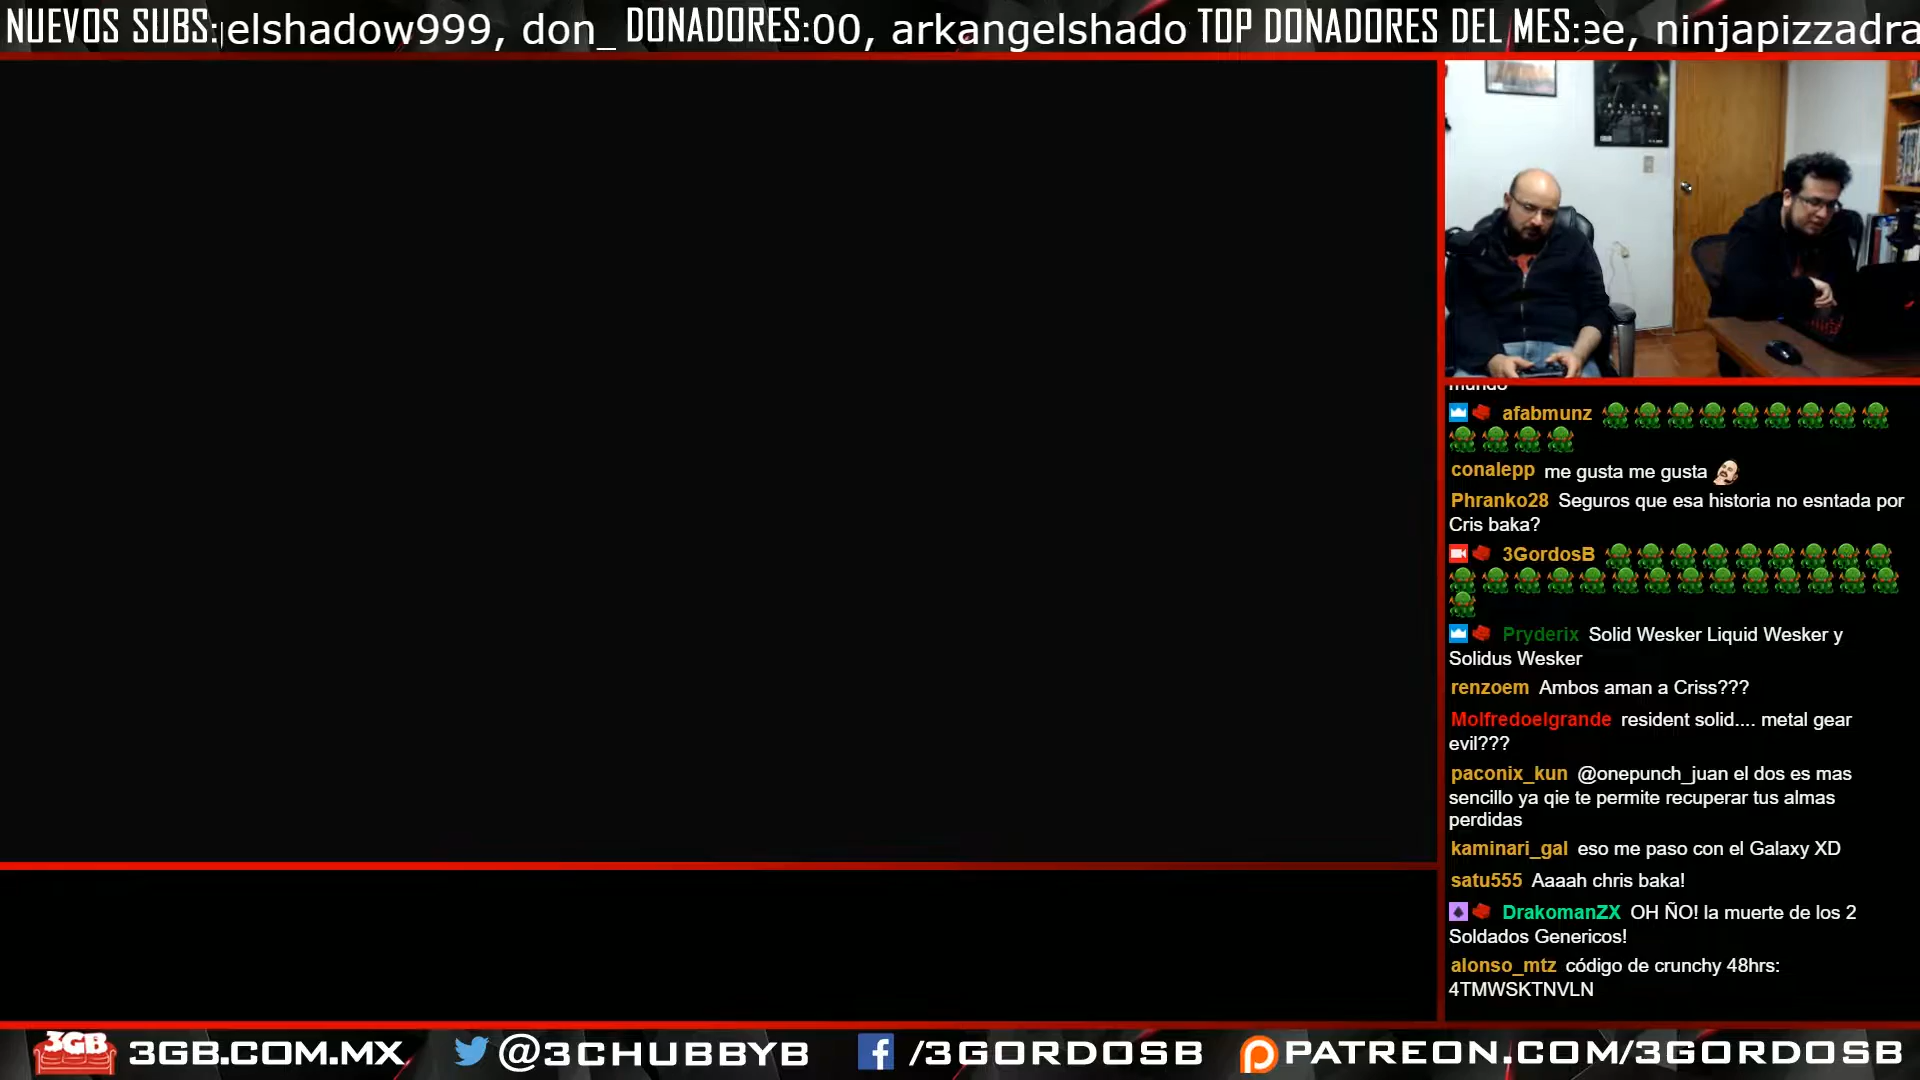 NUEVOS SUBS: elshadow999, don_ DONADORES: 00, arkangelshado TOP DONADORES DEL MES: ee, ninjapizzadra
ALIEN
mundo
afabmunz
conalepp me gusta me gusta
Phranko28 Seguros que esa historia no esntada por
Cris baka?
3GordosB
Pryderix Solid Wesker Liquid Wesker y
Solidus Wesker
renzoem Ambos aman a Criss???
Molfredoelgrande resident solid.... metal gear
evil???
paconix_kun @onepunch_juan el dos es mas
sencillo ya qie te permite recuperar tus almas
perdidas
kaminari_gal eso me paso con el Galaxy XD
satu555 Aaaah chris baka!
DrakomanZX OH ÑO! la muerte de los 2
Soldados Genericos!
alonso_mtz código de crunchy 48hrs:
4TMWSKTNVLN
3GB 3GB.COM.MX @3CHUBBYB /3GORDOSB PATREON.COM/3GORDOSB